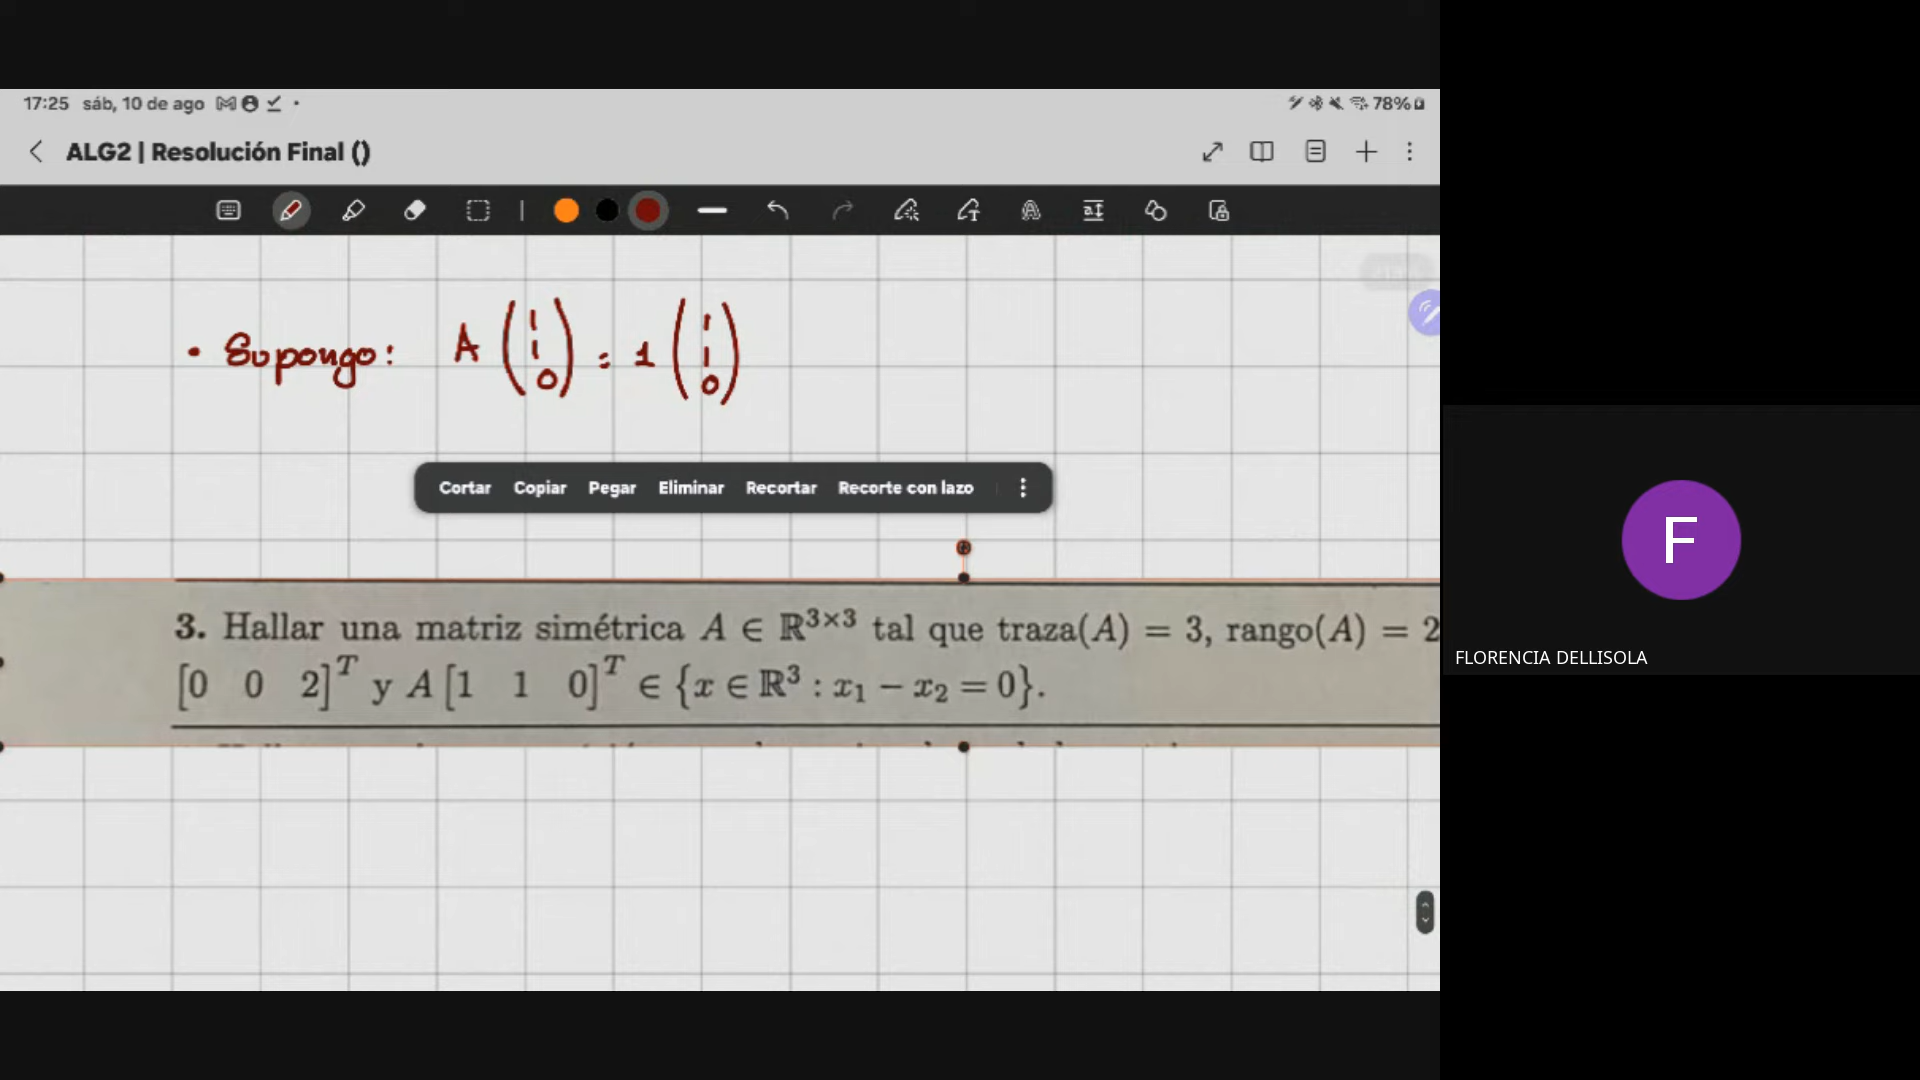 17:25 sáb, 10 de ago
78%
ALG2 | Resolución Final ()
• Supongo: A (1 1 0) = 1 (1 1 0)
Cortar Copiar Pegar Eliminar Recortar Recorte con lazo
3. Hallar una matriz simétrica A ∈ ℝ³ˣ³ tal que traza(A) = 3, rango(A) = 2
[0 0 2]ᵀ y A [1 1 0]ᵀ ∈ {x ∈ ℝ³ : x₁ − x₂ = 0}.
F
FLORENCIA DELLISOLA